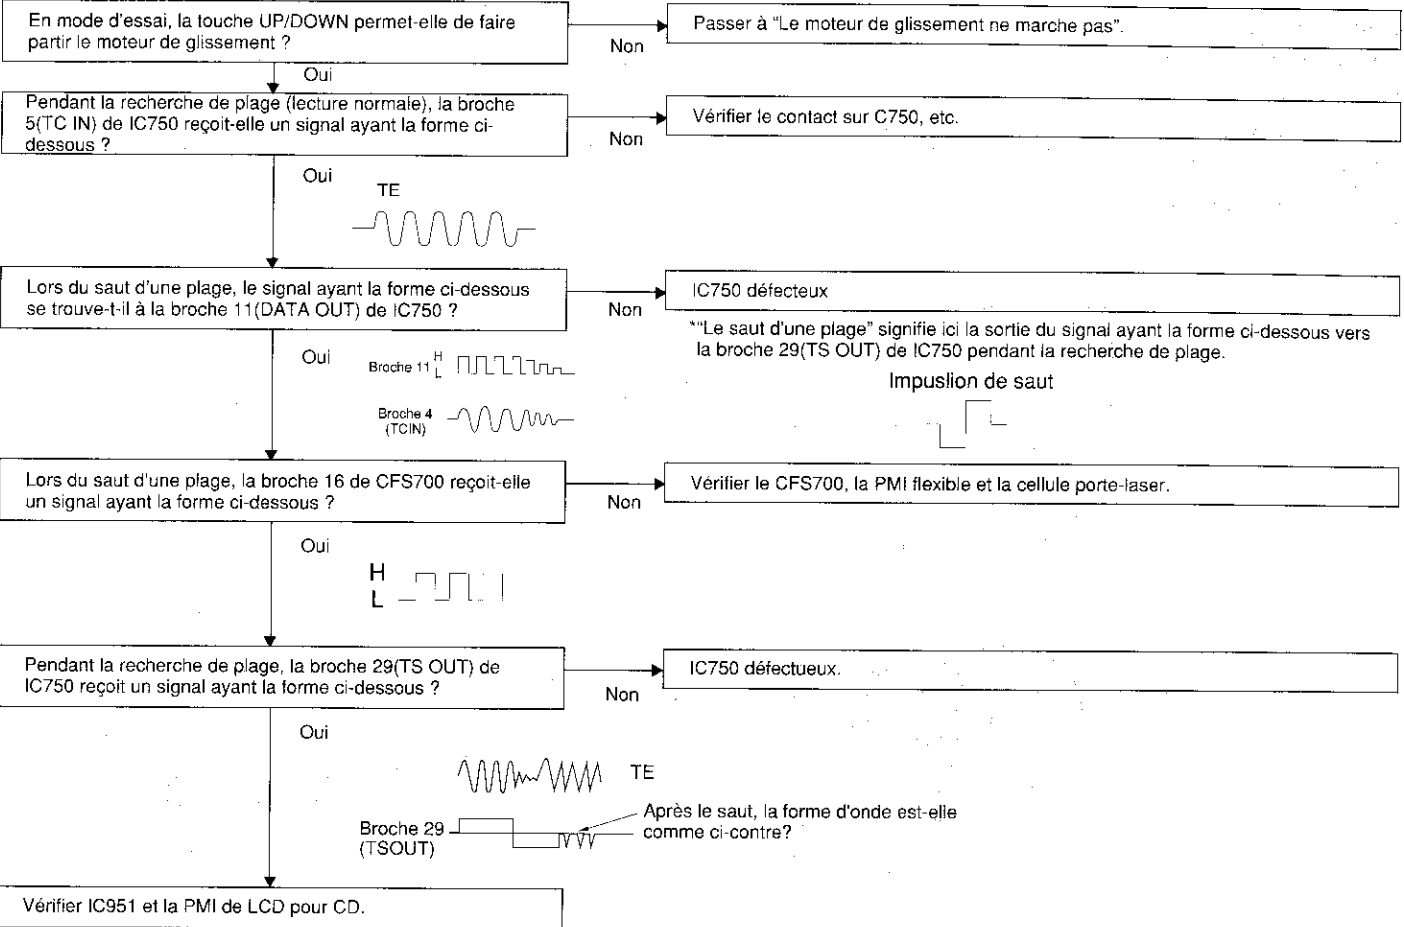 En mode d'essai, la touche UP/DOWN permet-elle de faire
partir le moteur de glissement ?
Non
Passer à “Le moteur de glissement ne marche pas”.
Oui
Pendant la recherche de plage (lecture normale), la broche
5(TC IN) de IC750 reçoit-elle un signal ayant la forme ci-
dessous ?
Non
Vérifier le contact sur C750, etc.
Oui
TE
Lors du saut d'une plage, le signal ayant la forme ci-dessous
se trouve-t-il à la broche 11(DATA OUT) de IC750 ?
Non
IC750 défecteux
*“Le saut d'une plage” signifie ici la sortie du signal ayant la forme ci-dessous vers
la broche 29(TS OUT) de IC750 pendant la recherche de plage.
Impuslion de saut
Oui
Broche 11 H
L
Broche 4
(TCIN)
Lors du saut d'une plage, la broche 16 de CFS700 reçoit-elle
un signal ayant la forme ci-dessous ?
Non
Vérifier le CFS700, la PMI flexible et la cellule porte-laser.
Oui
H
L
Pendant la recherche de plage, la broche 29(TS OUT) de
IC750 reçoit un signal ayant la forme ci-dessous ?
Non
IC750 défectueux.
Oui
TE
Broche 29
(TSOUT)
Après le saut, la forme d'onde est-elle
comme ci-contre?
Vérifier IC951 et la PMI de LCD pour CD.